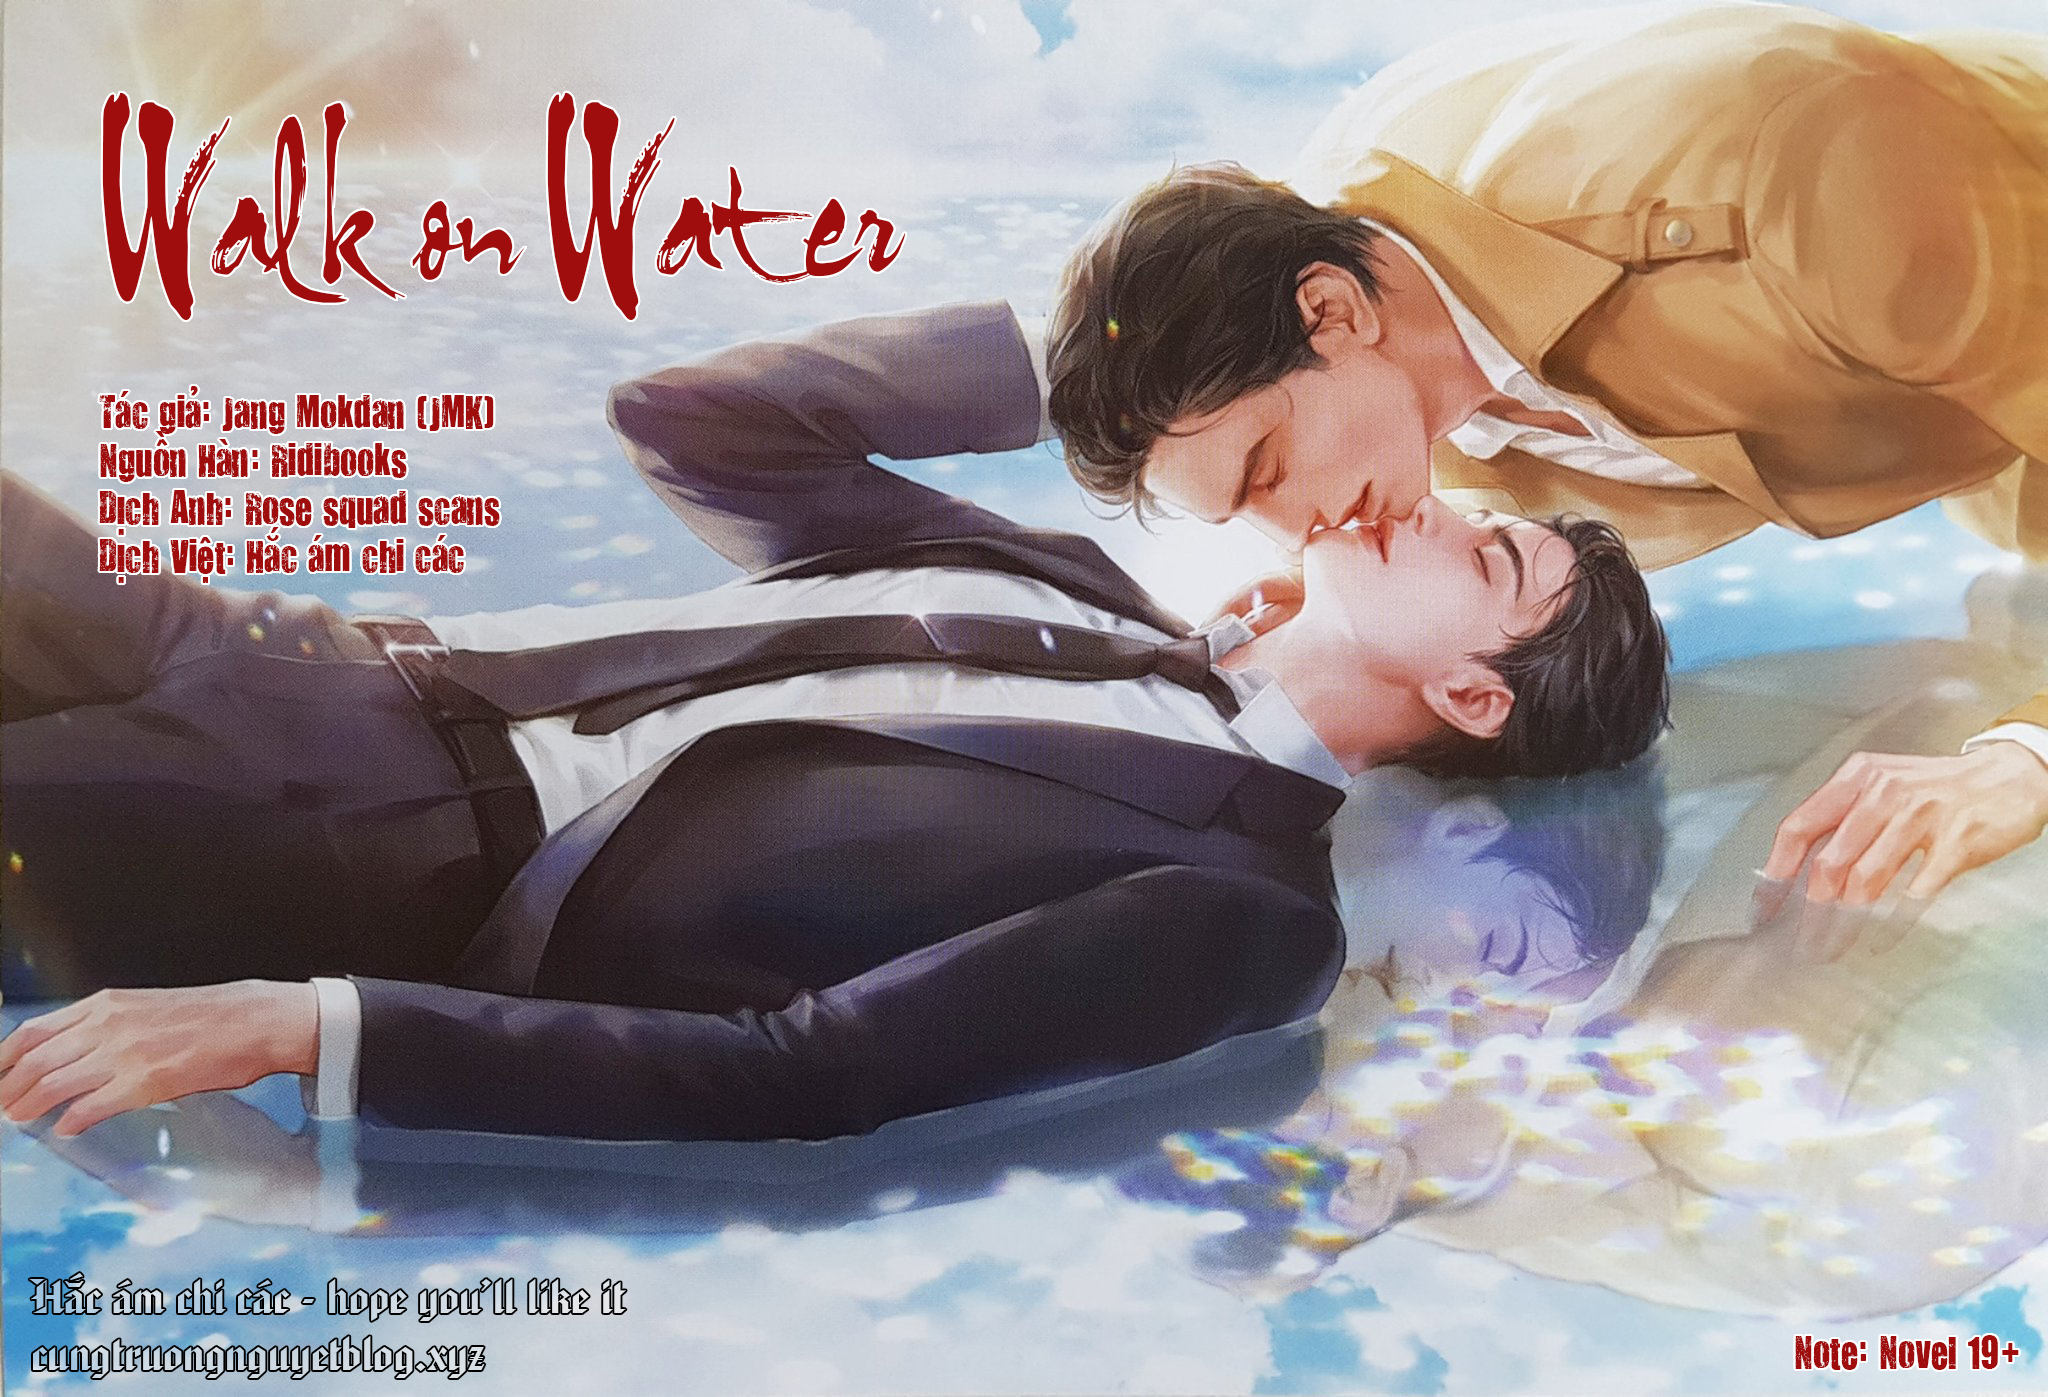 Walk on Water
Tác giả: Jang Mokdan (JMK)
Nguồn Hàn: Ridibooks
Dịch Anh: Rose squad scans
Dịch Việt: Hắc ám chi các
Hắc ám chi các - hope you'll like it
cungtruongnguyetblog.xyz
Note: Novel 19+